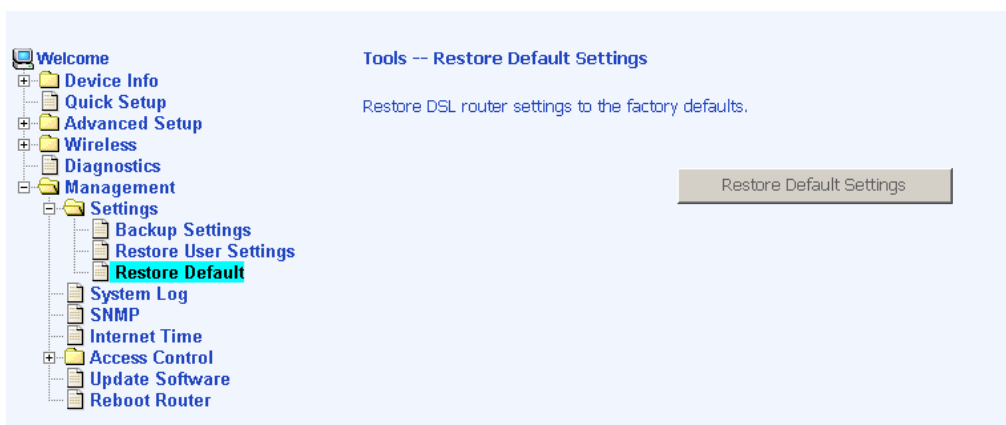 Welcome
Device Info
Quick Setup
Advanced Setup
Wireless
Diagnostics
Management
Settings
Backup Settings
Restore User Settings
Restore Default
System Log
SNMP
Internet Time
Access Control
Update Software
Reboot Router
Tools -- Restore Default Settings
Restore DSL router settings to the factory defaults.
Restore Default Settings